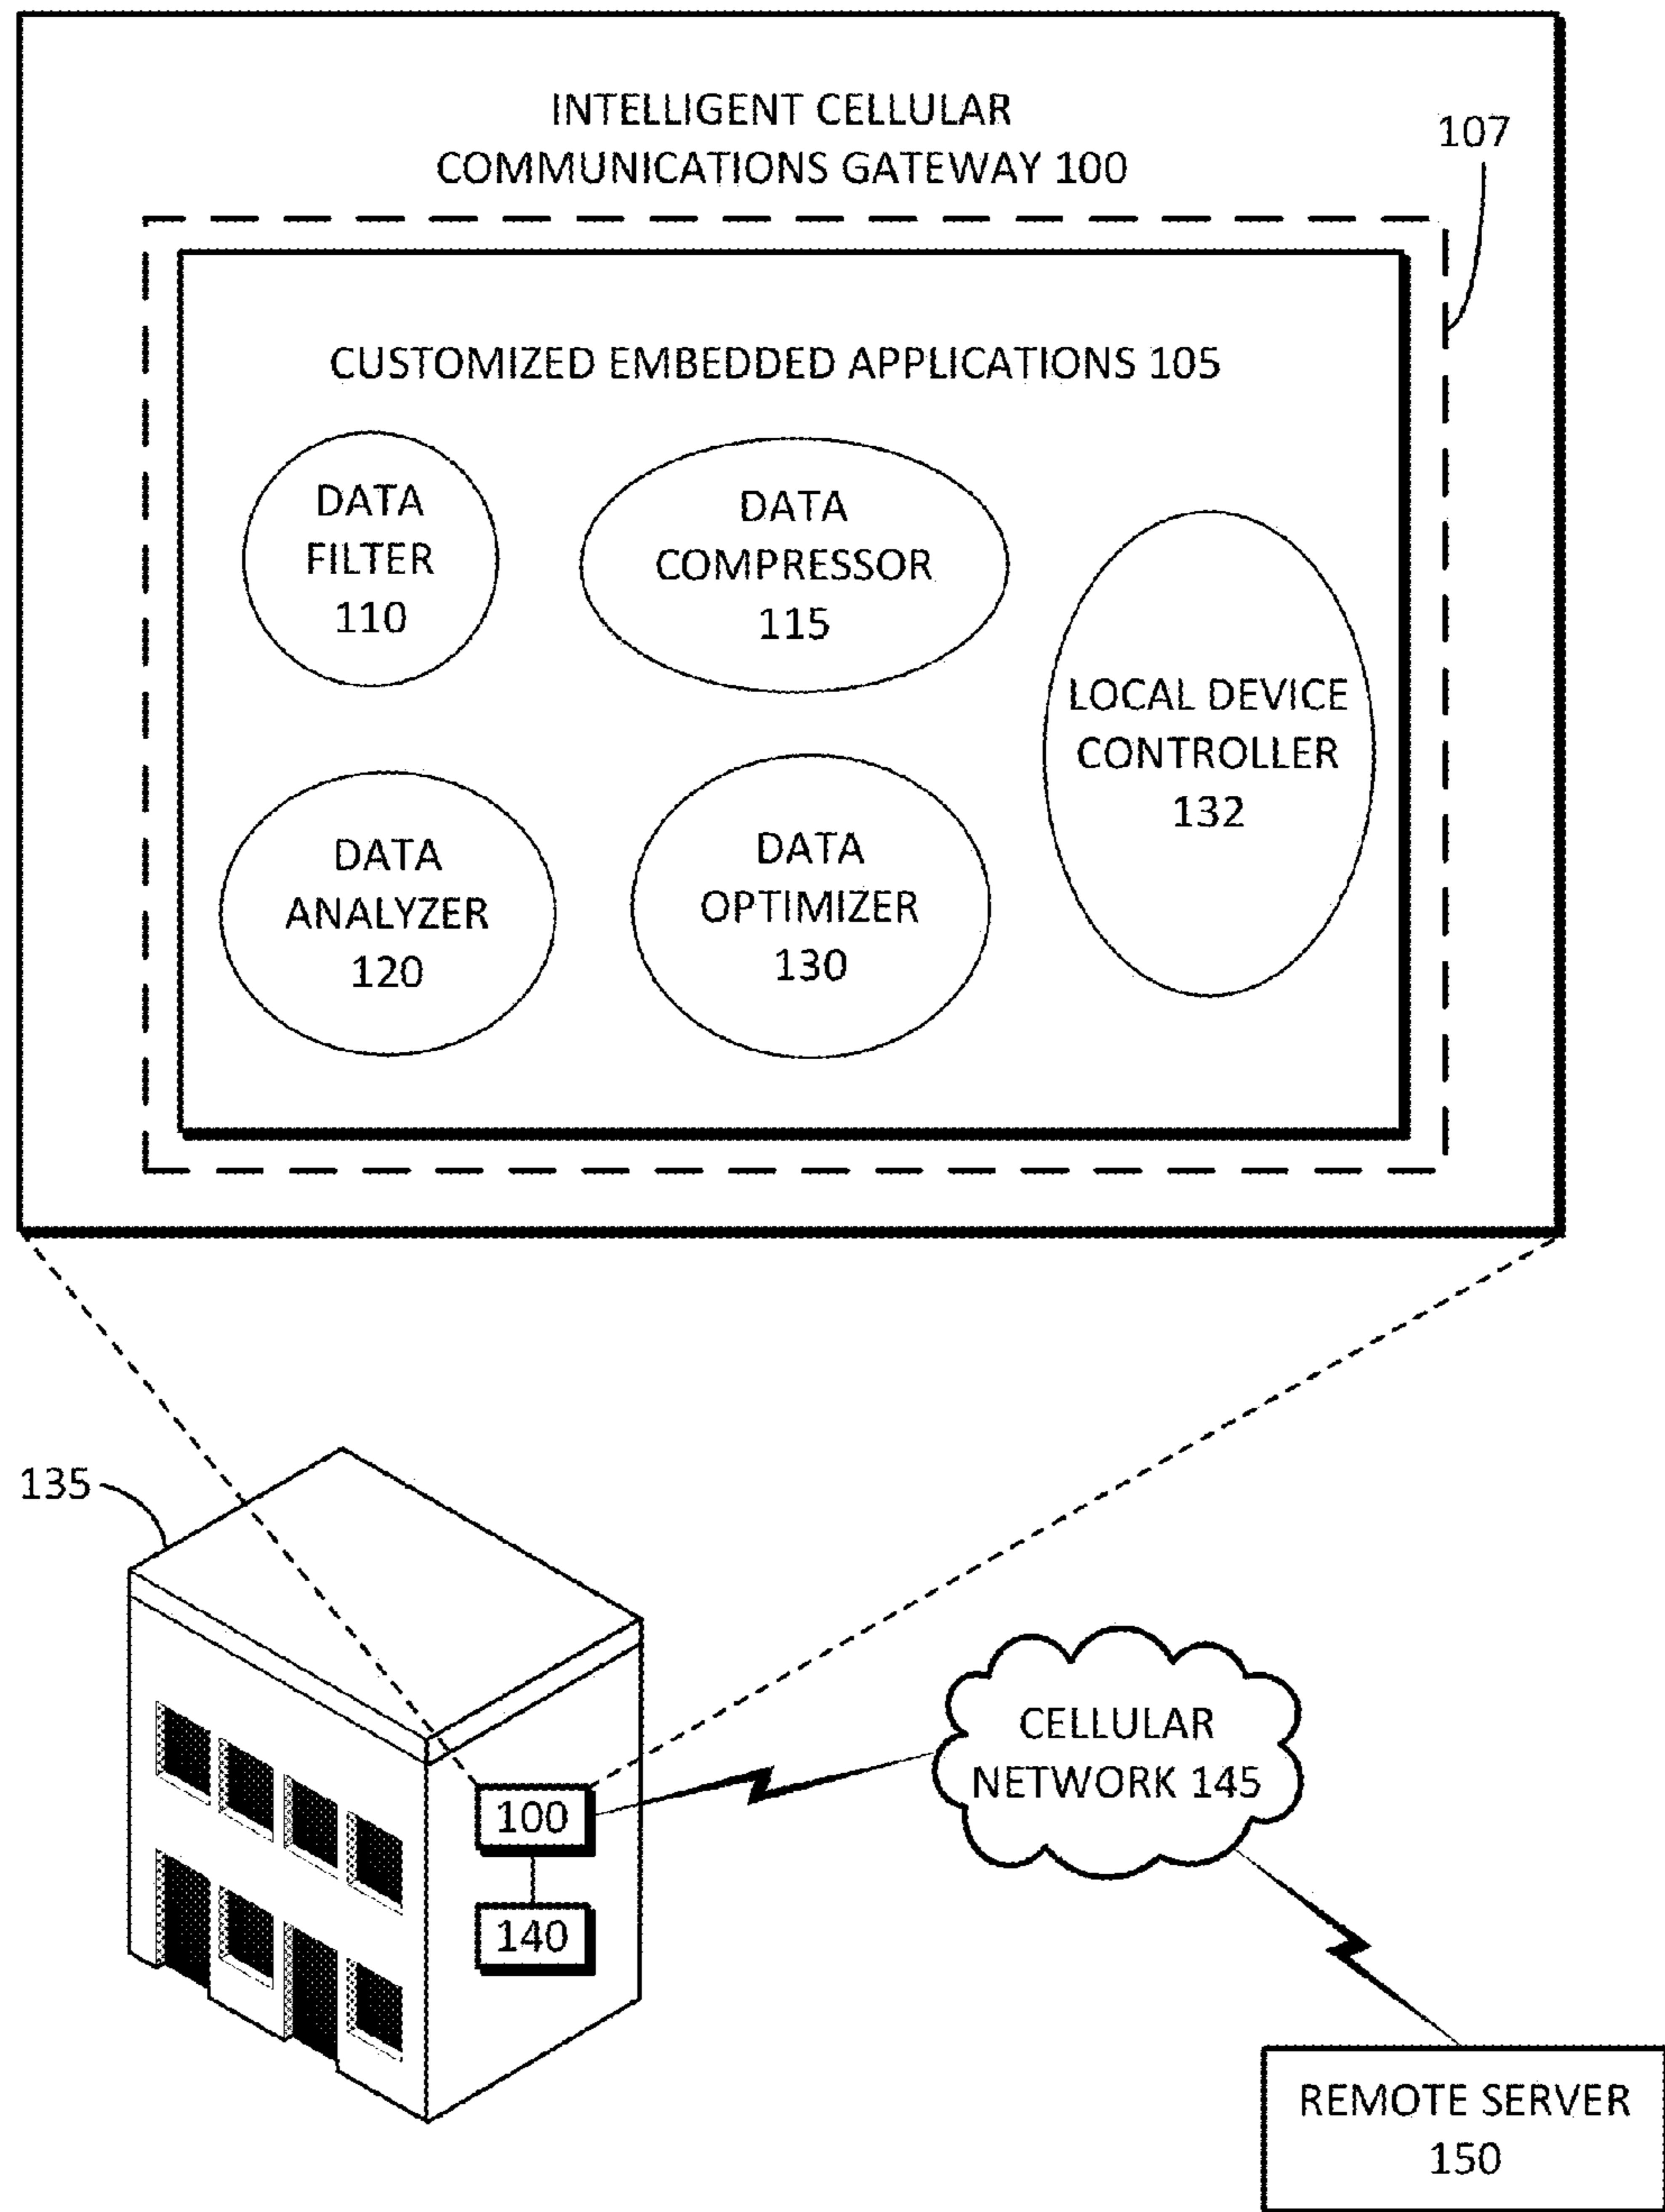 INTELLIGENT CELLULAR
COMMUNICATIONS GATEWAY 100
107
CUSTOMIZED EMBEDDED APPLICATIONS 105
DATA
FILTER
110
DATA
COMPRESSOR
115
LOCAL DEVICE
CONTROLLER
132
DATA
ANALYZER
120
DATA
OPTIMIZER
130
135
100
140
CELLULAR
NETWORK 145
REMOTE SERVER
150